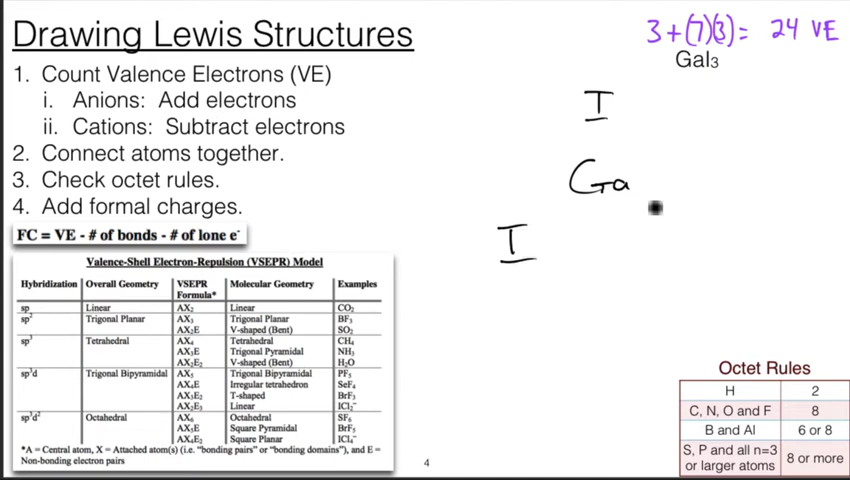 Drawing Lewis Structures
3 + (7)(3) = 24 VE
GaI₃
1. Count Valence Electrons (VE)
i. Anions: Add electrons
ii. Cations: Subtract electrons
2. Connect atoms together.
3. Check octet rules.
4. Add formal charges.
FC = VE - # of bonds - # of lone e⁻
I
Ga
I
Valence-Shell Electron-Repulsion (VSEPR) Model
Hybridization | Overall Geometry | VSEPR Formula* | Molecular Geometry | Examples
sp | Linear | AX₂ | Linear | CO₂
sp² | Trigonal Planar | AX₃ | Trigonal Planar | BF₃
AX₂E | V-shaped (Bent) | SO₂
sp³ | Tetrahedral | AX₄ | Tetrahedral | CH₄
AX₃E | Trigonal Pyramidal | NH₃
AX₂E₂ | V-shaped (Bent) | H₂O
sp³d | Trigonal Bipyramidal | AX₅ | Trigonal Bipyramidal | PF₅
AX₄E | Irregular tetrahedron | SeF₄
AX₃E₂ | T-shaped | BrF₃
AX₂E₃ | Linear | ICl₂⁻
sp³d² | Octahedral | AX₆ | Octahedral | SF₆
AX₅E | Square Pyramidal | BrF₅
AX₄E₂ | Square Planar | ICl₄⁻
*A = Central atom, X = Attached atom(s) (i.e. "bonding pairs" or "bonding domains"), and E =
Non-bonding electron pairs
4
Octet Rules
H | 2
C, N, O and F | 8
B and Al | 6 or 8
S, P and all n=3 or larger atoms | 8 or more